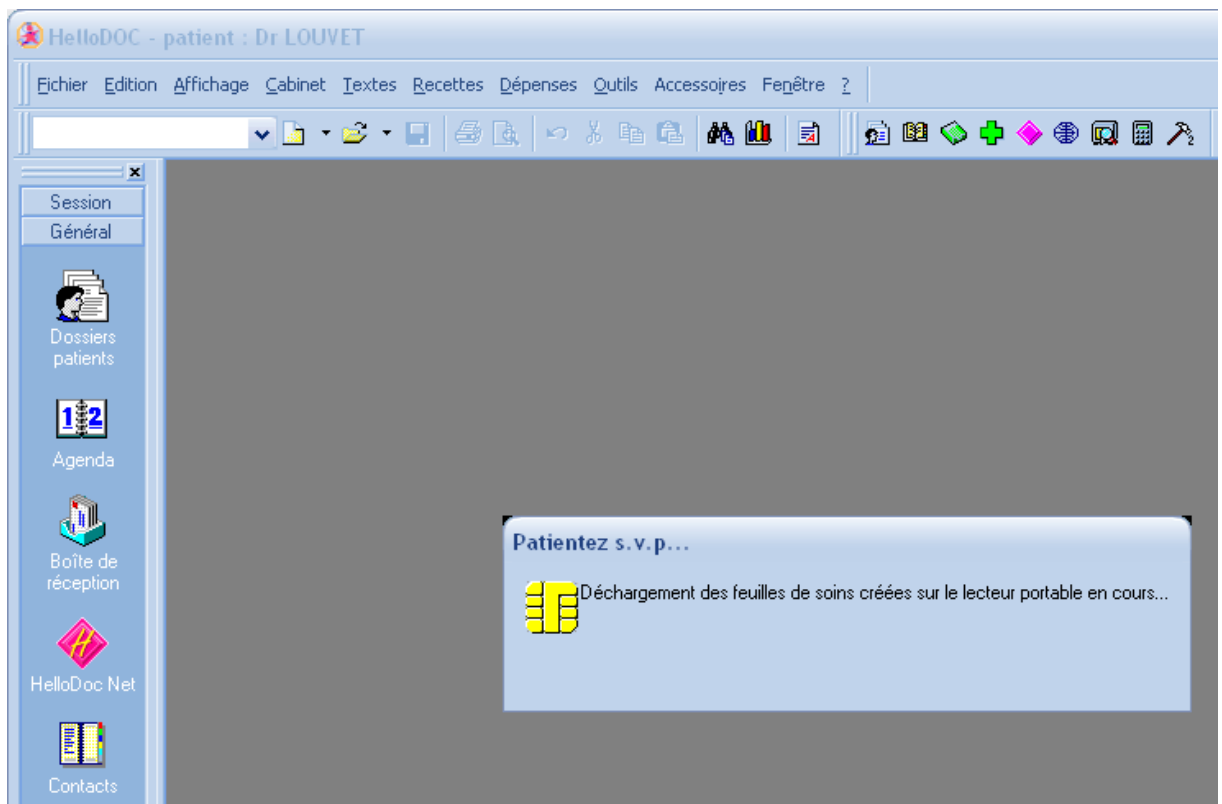 HelloDOC - patient : Dr LOUVET
Fichier Edition Affichage Cabinet Textes Recettes Dépenses Outils Accessoires Fenêtre ?
Session
Général
Dossiers
patients
1 2
Agenda
Boîte de
réception
H
HelloDoc Net
Contacts
Patientez s.v.p...
Déchargement des feuilles de soins créées sur le lecteur portable en cours...